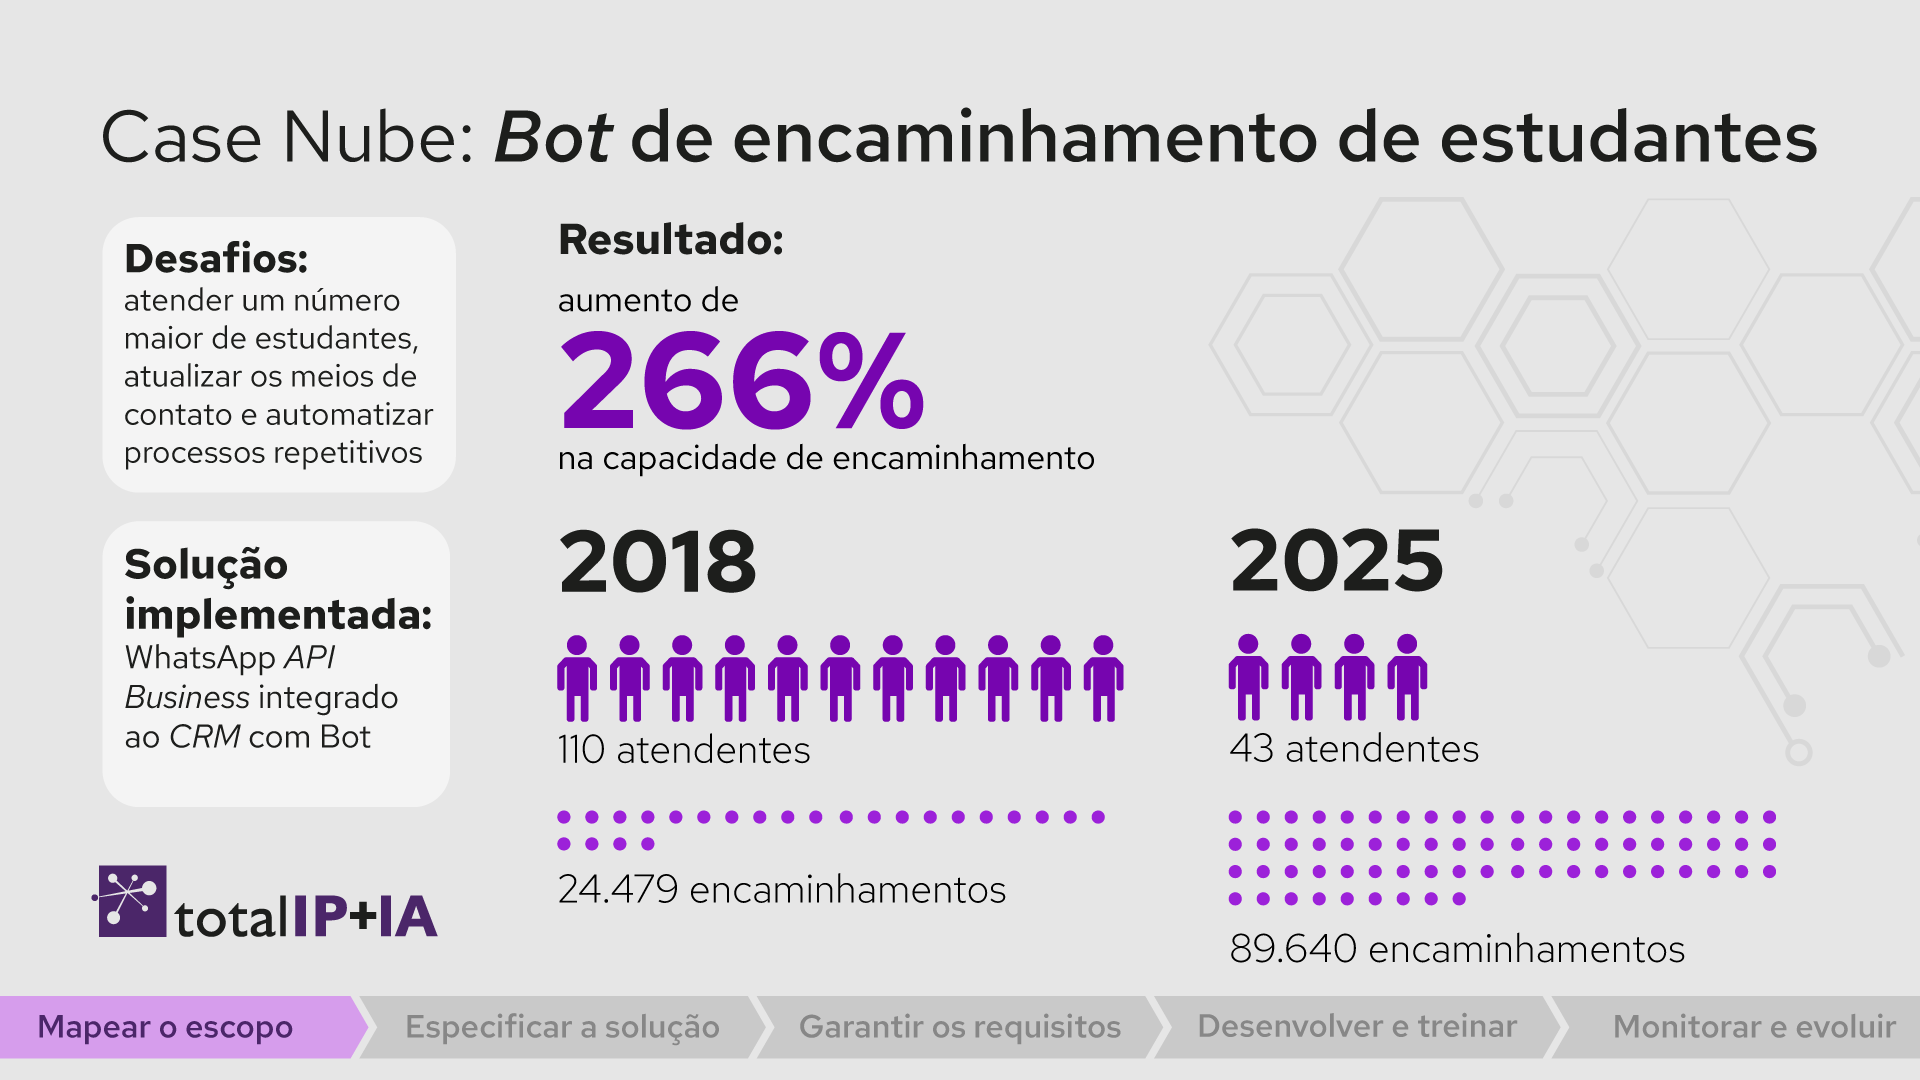 Case Nube: Bot de encaminhamento de estudantes
Desafios:
atender um número
maior de estudantes,
atualizar os meios de
contato e automatizar
processos repetitivos
Solução
implementada:
WhatsApp API
Business integrado
ao CRM com Bot
totalIP+IA
Resultado:
aumento de
266%
na capacidade de encaminhamento
2018
110 atendentes
24.479 encaminhamentos
2025
43 atendentes
89.640 encaminhamentos
Mapear o escopo
Especificar a solução
Garantir os requisitos
Desenvolver e treinar
Monitorar e evoluir